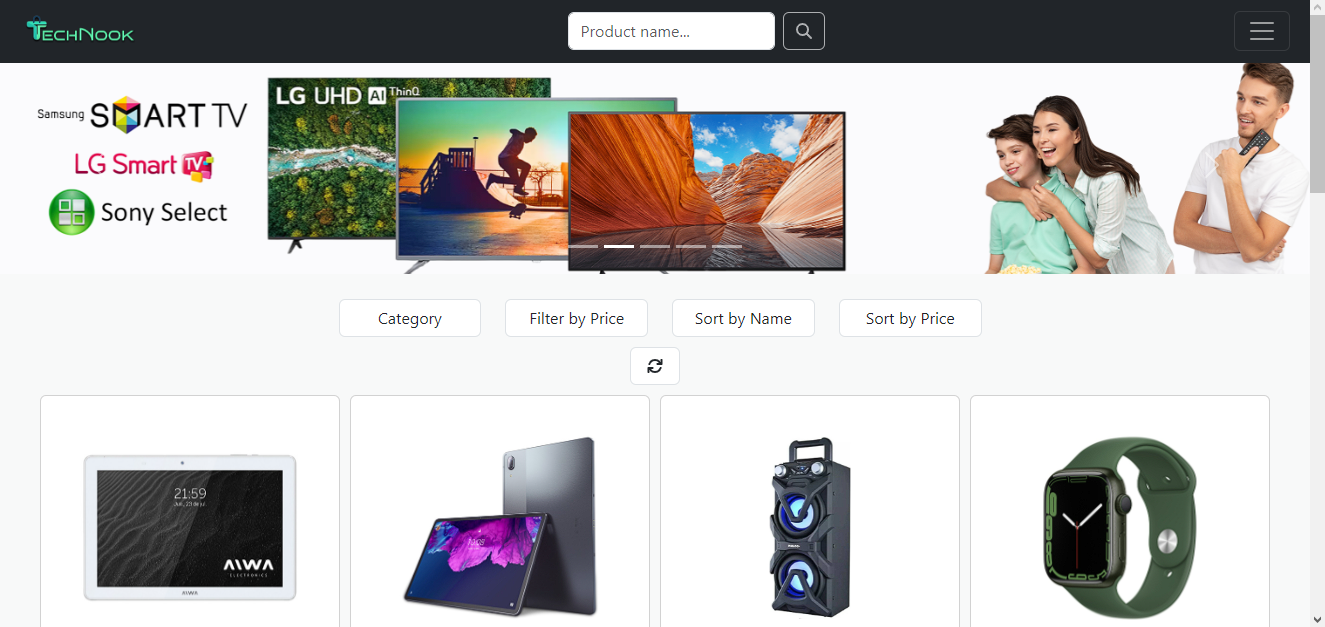 TechNook
Product name...
Samsung SMART TV
LG Smart TV
Sony Select
LG UHD AI ThinQ
Category
Filter by Price
Sort by Name
Sort by Price
21:59
AIWA
ELECTRONICS
AIWA